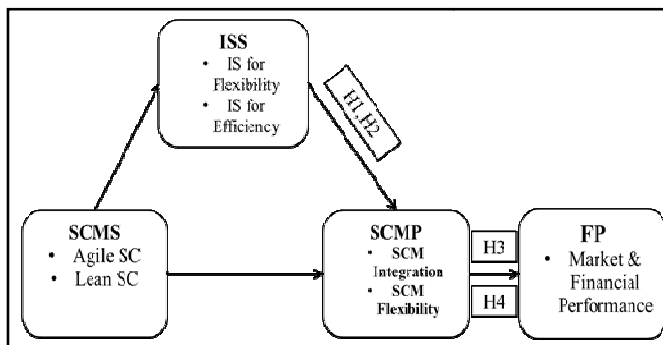 ISS
• IS for
Flexibility
• IS for
Efficiency
H1,H2
SCMS
• Agile SC
• Lean SC
SCMP
• SCM
Integration
• SCM
Flexibility
H3
H4
FP
• Market &
Financial
Performance